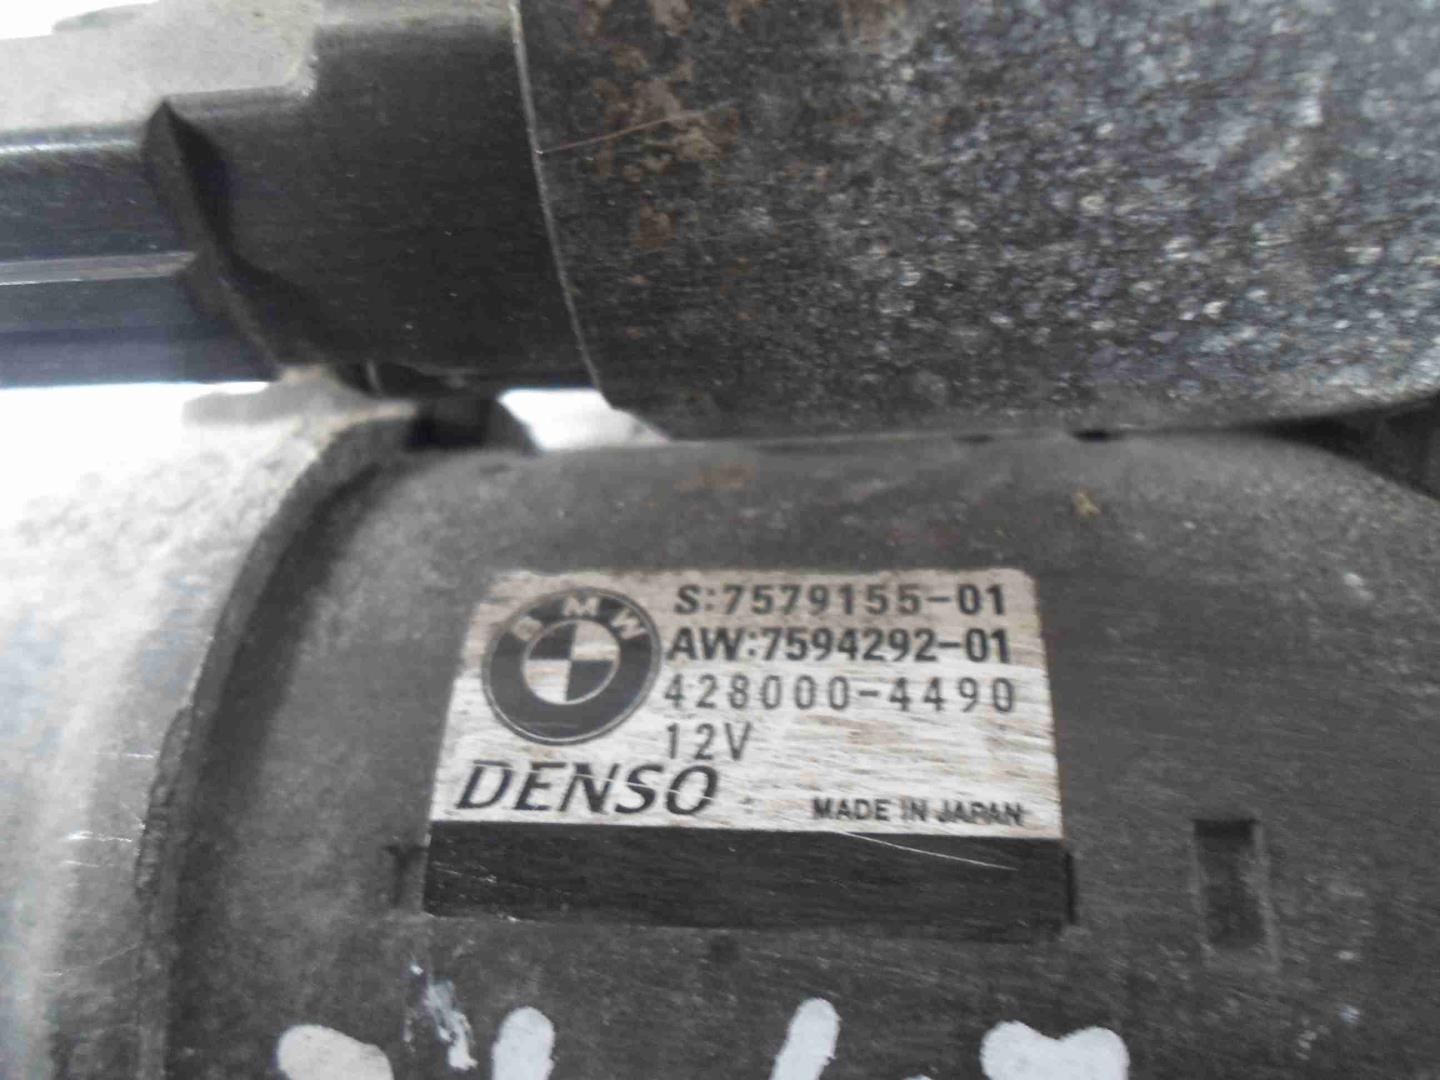 BMW
S:7579155-01
AW:7594292-01
428000-4490
12V
DENSO
MADE IN JAPAN